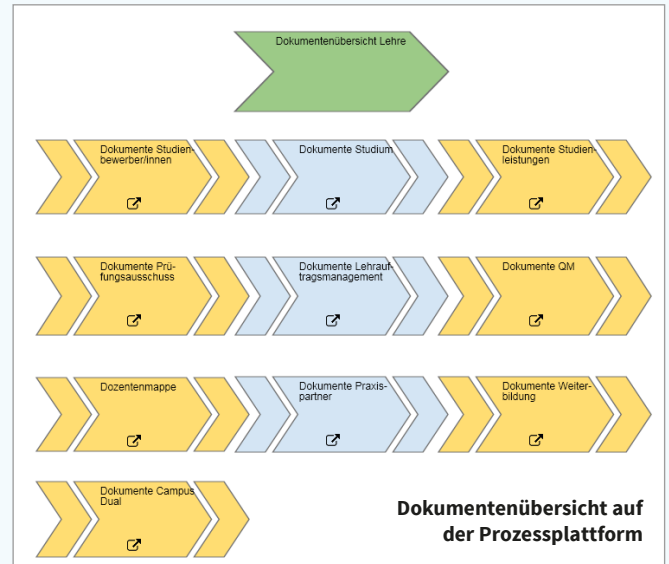 Dokumentenübersicht Lehre
Dokumente Studien-
bewerber/innen
Dokumente Studium
Dokumente Studien-
leistungen
Dokumente Prü-
fungsausschuss
Dokumente Lehrauf-
tragsmanagement
Dokumente QM
Dozentenmappe
Dokumente Praxis-
partner
Dokumente Weiter-
bildung
Dokumente Campus
Dual
Dokumentenübersicht auf
der Prozessplattform